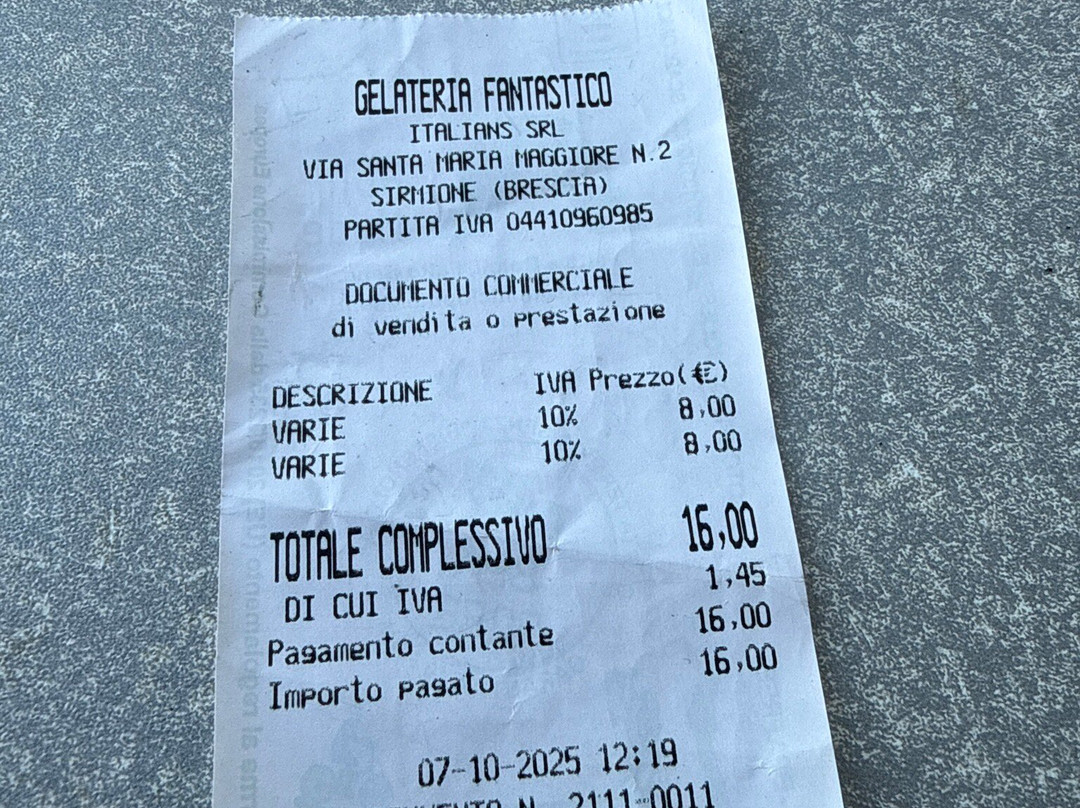 GELATERIA FANTASTICO
ITALIANS SRL
VIA SANTA MARIA MAGGIORE N.2
SIRMIONE (BRESCIA)
PARTITA IVA 04410960985
DOCUMENTO COMMERCIALE
di vendita o prestazione
DESCRIZIONE IVA Prezzo(€)
VARIE 10% 8,00
VARIE 10% 8,00
TOTALE COMPLESSIVO 16,00
DI CUI IVA 1,45
Pagamento contante 16,00
Importo pagato 16,00
07-10-2025 12:19
N. 2111-0011